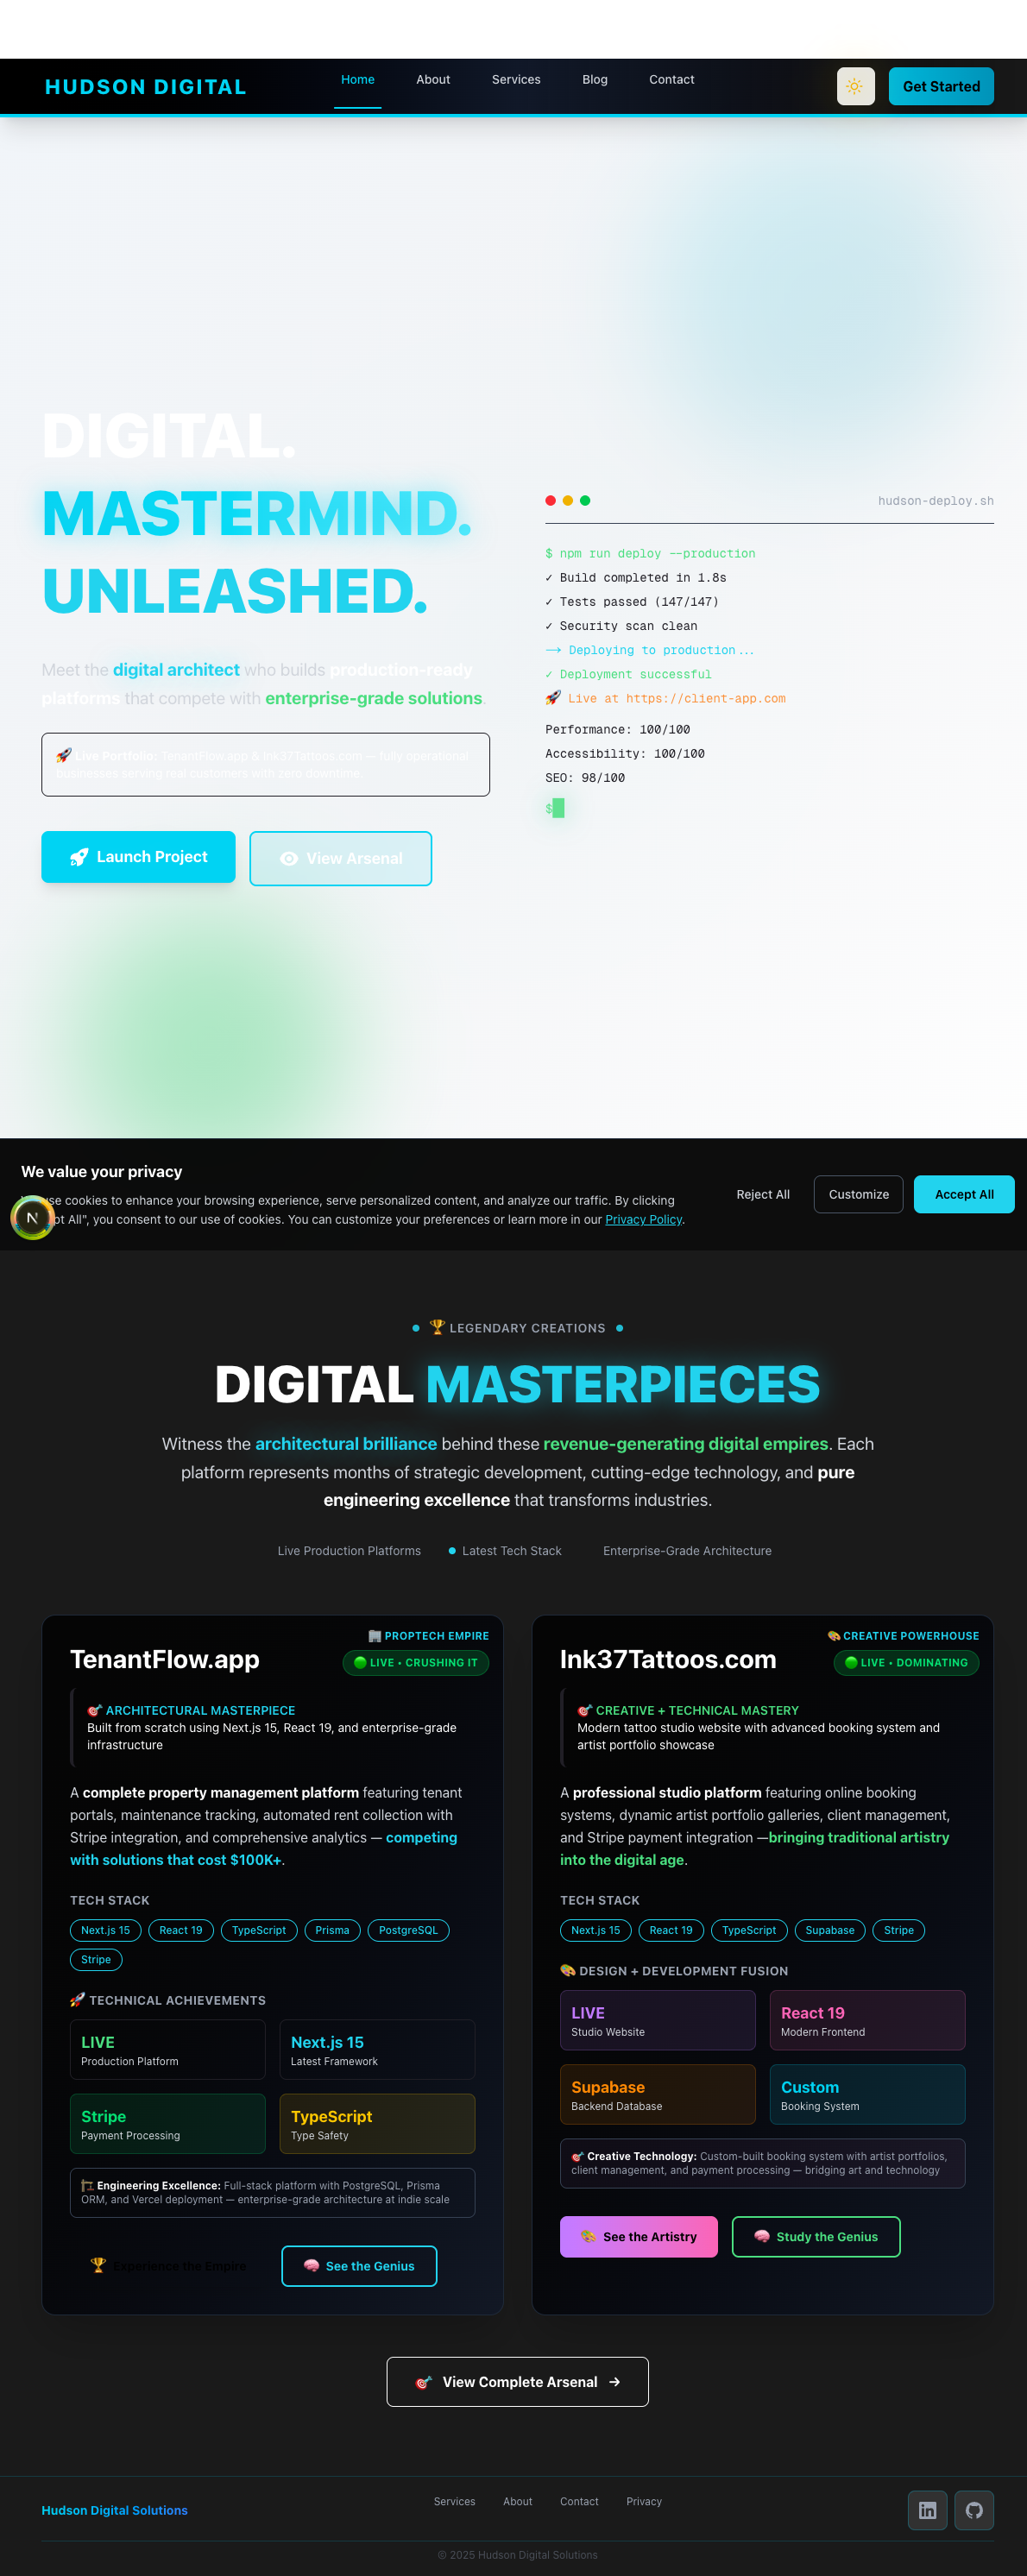 HUDSON DIGITAL
Home
About
Services
Blog
Contact
Get Started
DIGITAL.
MASTERMIND.
UNLEASHED.
Meet the digital architect who builds production-ready
platforms that compete with enterprise-grade solutions.
🚀 Live Portfolio: TenantFlow.app & Ink37Tattoos.com — fully operational
businesses serving real customers with zero downtime.
Launch Project
View Arsenal
hudson-deploy.sh
$ npm run deploy --production
✓ Build completed in 1.8s
✓ Tests passed (147/147)
✓ Security scan clean
⟶ Deploying to production...
✓ Deployment successful
🚀 Live at https://client-app.com
Performance: 100/100
Accessibility: 100/100
SEO: 98/100
$
We value your privacy
use cookies to enhance your browsing experience, serve personalized content, and analyze our traffic. By clicking
All", you consent to our use of cookies. You can customize your preferences or learn more in our Privacy Policy.
N
Reject All
Customize
Accept All
🏆 LEGENDARY CREATIONS
DIGITAL MASTERPIECES
Witness the architectural brilliance behind these revenue-generating digital empires. Each
platform represents months of strategic development, cutting-edge technology, and pure
engineering excellence that transforms industries.
Live Production Platforms
Latest Tech Stack
Enterprise-Grade Architecture
🏢 PROPTECH EMPIRE
TenantFlow.app
🟢 LIVE • CRUSHING IT
🎯 ARCHITECTURAL MASTERPIECE
Built from scratch using Next.js 15, React 19, and enterprise-grade
infrastructure
A complete property management platform featuring tenant
portals, maintenance tracking, automated rent collection with
Stripe integration, and comprehensive analytics — competing
with solutions that cost $100K+.
TECH STACK
Next.js 15
React 19
TypeScript
Prisma
PostgreSQL
Stripe
🚀 TECHNICAL ACHIEVEMENTS
LIVE
Production Platform
Next.js 15
Latest Framework
Stripe
Payment Processing
TypeScript
Type Safety
🏗️ Engineering Excellence: Full-stack platform with PostgreSQL, Prisma
ORM, and Vercel deployment — enterprise-grade architecture at indie scale
🏆 Experience the Empire
🧠 See the Genius
🎨 CREATIVE POWERHOUSE
Ink37Tattoos.com
🟢 LIVE • DOMINATING
🎯 CREATIVE + TECHNICAL MASTERY
Modern tattoo studio website with advanced booking system and
artist portfolio showcase
A professional studio platform featuring online booking
systems, dynamic artist portfolio galleries, client management,
and Stripe payment integration —bringing traditional artistry
into the digital age.
TECH STACK
Next.js 15
React 19
TypeScript
Supabase
Stripe
🎨 DESIGN + DEVELOPMENT FUSION
LIVE
Studio Website
React 19
Modern Frontend
Supabase
Backend Database
Custom
Booking System
🎯 Creative Technology: Custom-built booking system with artist portfolios,
client management, and payment processing — bridging art and technology
🎨 See the Artistry
🧠 Study the Genius
🎯 View Complete Arsenal →
Hudson Digital Solutions
Services
About
Contact
Privacy
© 2025 Hudson Digital Solutions